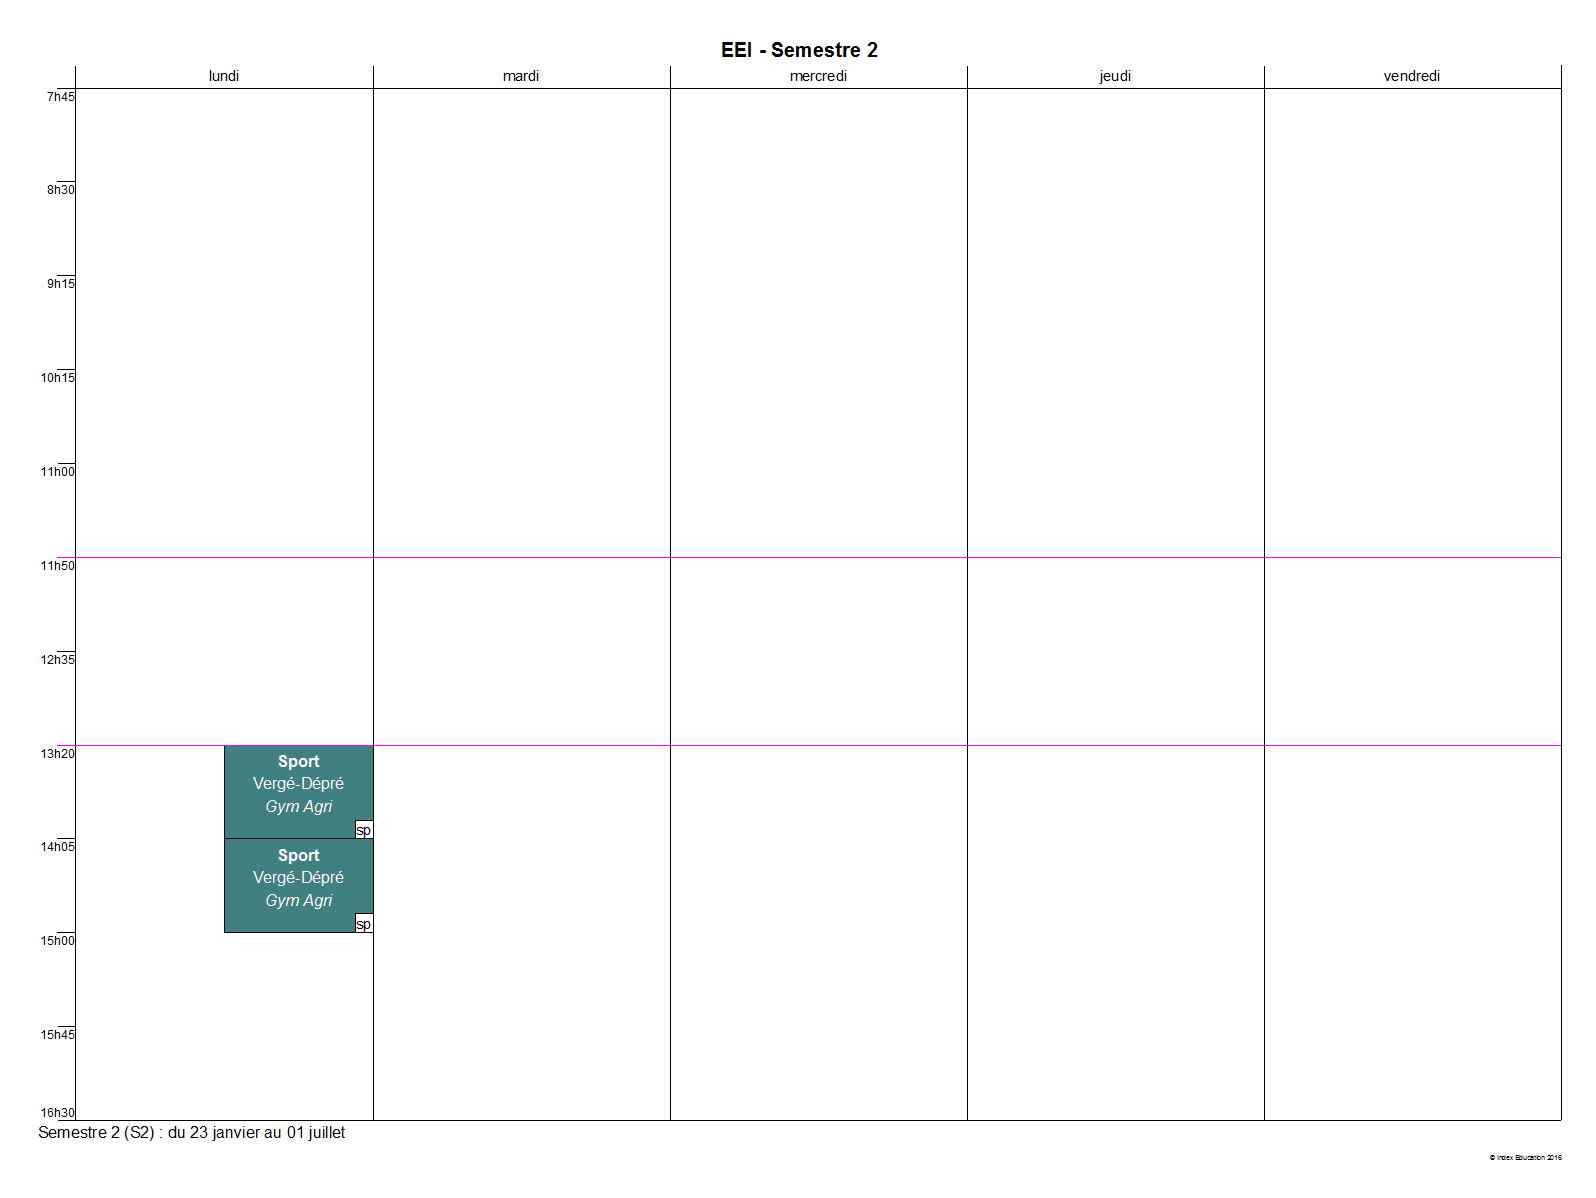 EEI - Semestre 2
lundi mardi mercredi jeudi vendredi
7h45
8h30
9h15
10h15
11h00
11h50
12h35
13h20
Sport
Vergé-Dépré
Gym Agri
sp
14h05
Sport
Vergé-Dépré
Gym Agri
sp
15h00
15h45
16h30
Semestre 2 (S2) : du 23 janvier au 01 juillet
© Index Education 2016